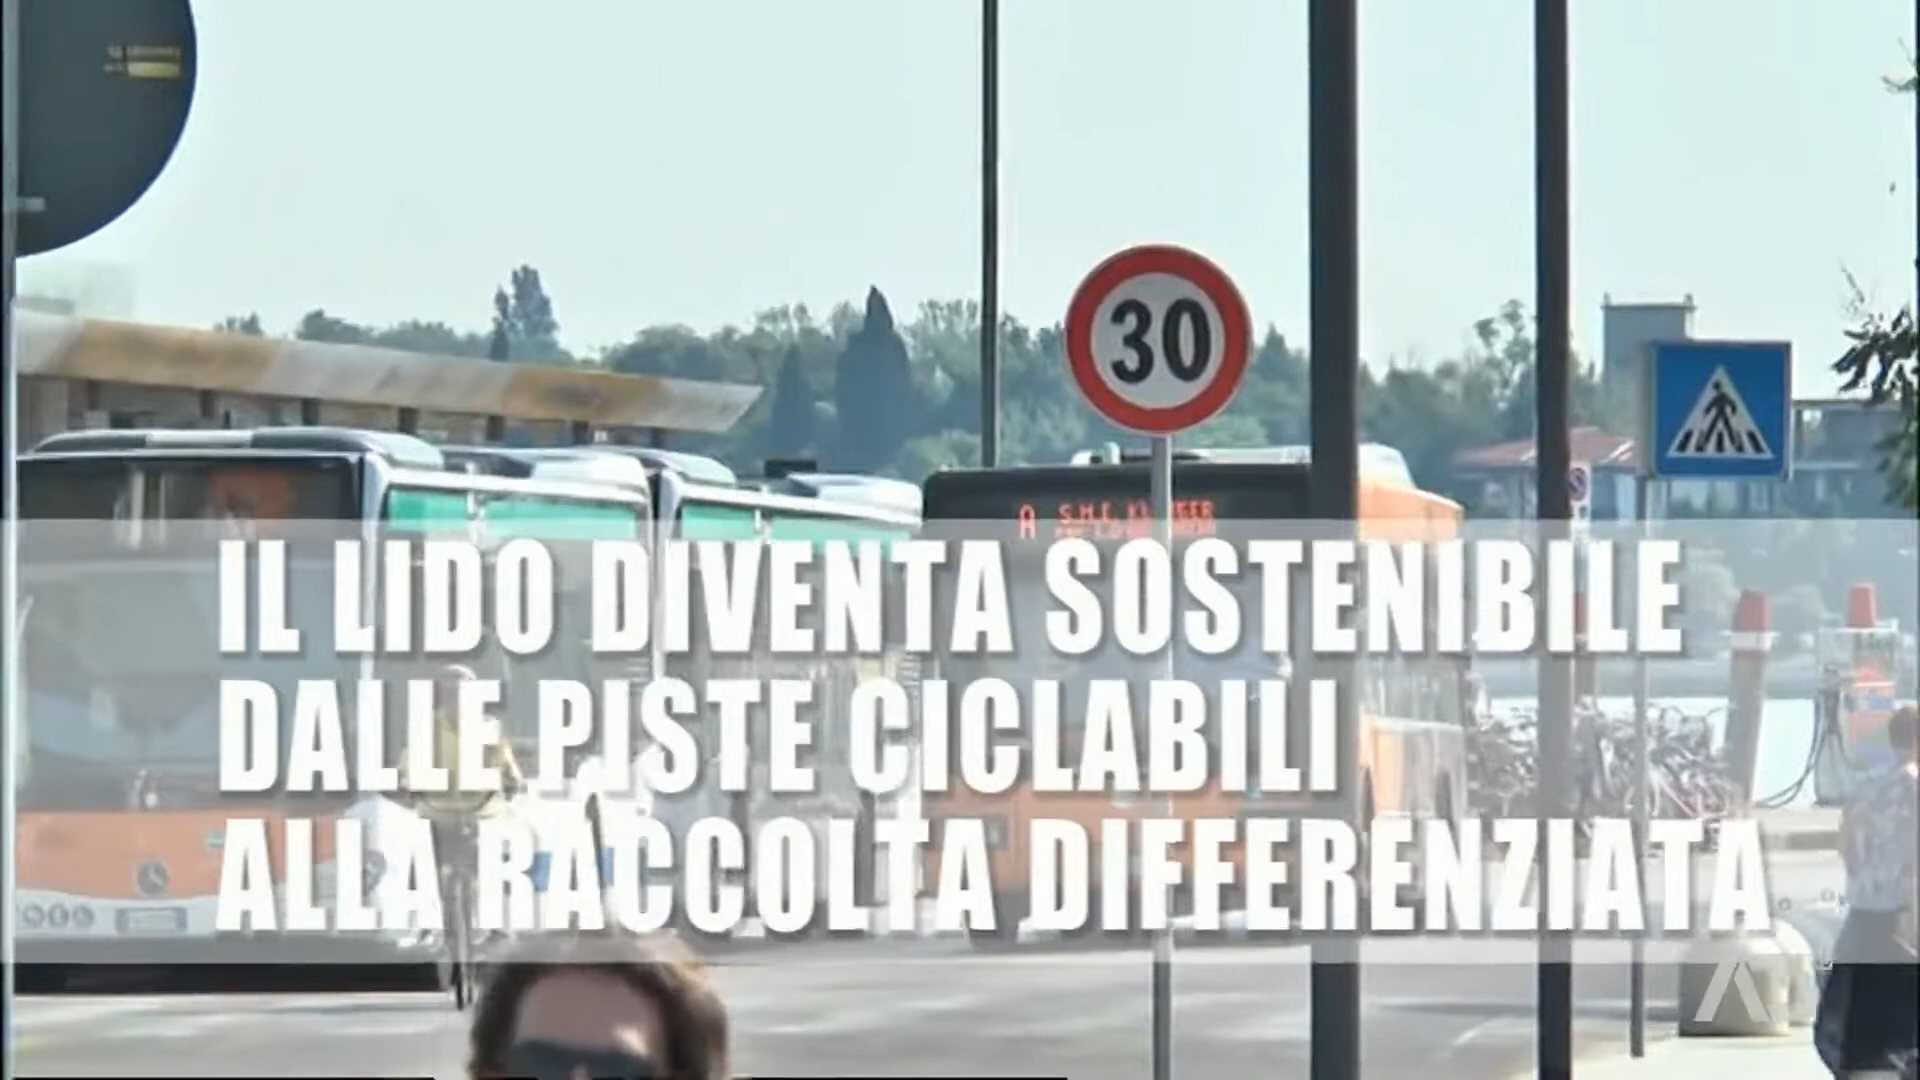 30
A S.M.E.
IL LIDO DIVENTA SOSTENIBILE
DALLE PISTE CICLABILI
ALLA RACCOLTA DIFFERENZIATA